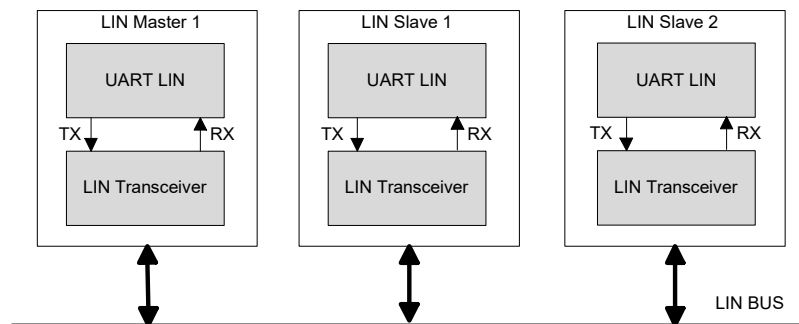 LIN Master 1
UART LIN
TX
RX
LIN Transceiver
LIN Slave 1
UART LIN
TX
RX
LIN Transceiver
LIN Slave 2
UART LIN
TX
RX
LIN Transceiver
LIN BUS